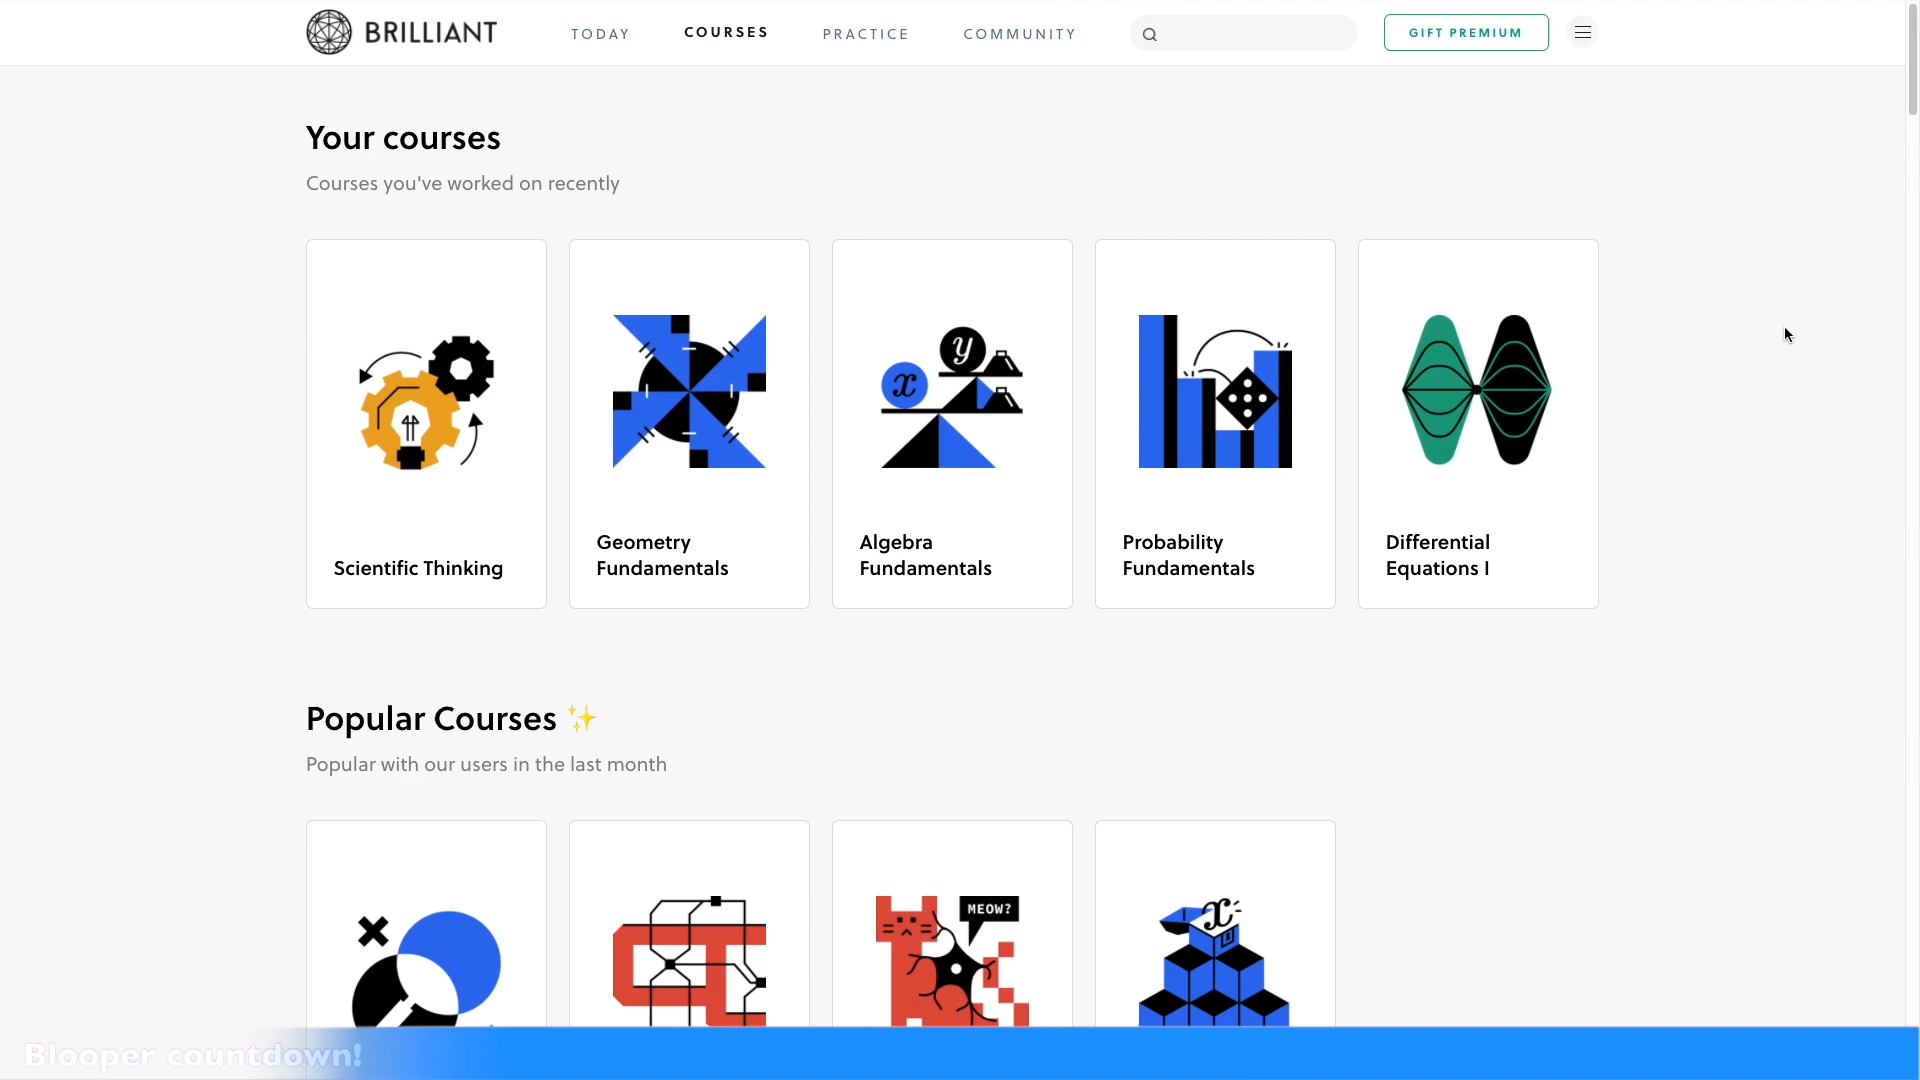 BRILLIANT
TODAY
COURSES
PRACTICE
COMMUNITY
GIFT PREMIUM
Your courses
Courses you've worked on recently
y
x
Scientific Thinking
Geometry
Fundamentals
Algebra
Fundamentals
Probability
Fundamentals
Differential
Equations I
Popular Courses ✨
Popular with our users in the last month
MEOW?
x
Blooper countdown!